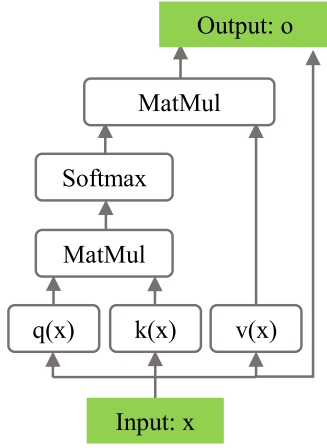 Output: o
MatMul
Softmax
MatMul
q(x) k(x) v(x)
Input: x